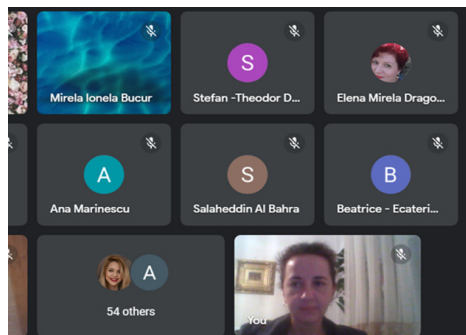 Mirela Ionela Bucur
S
Stefan -Theodor D...
Elena Mirela Drago...
A
Ana Marinescu
S
Salaheddin Al Bahra
B
Beatrice - Ecateri...
A
54 others
You